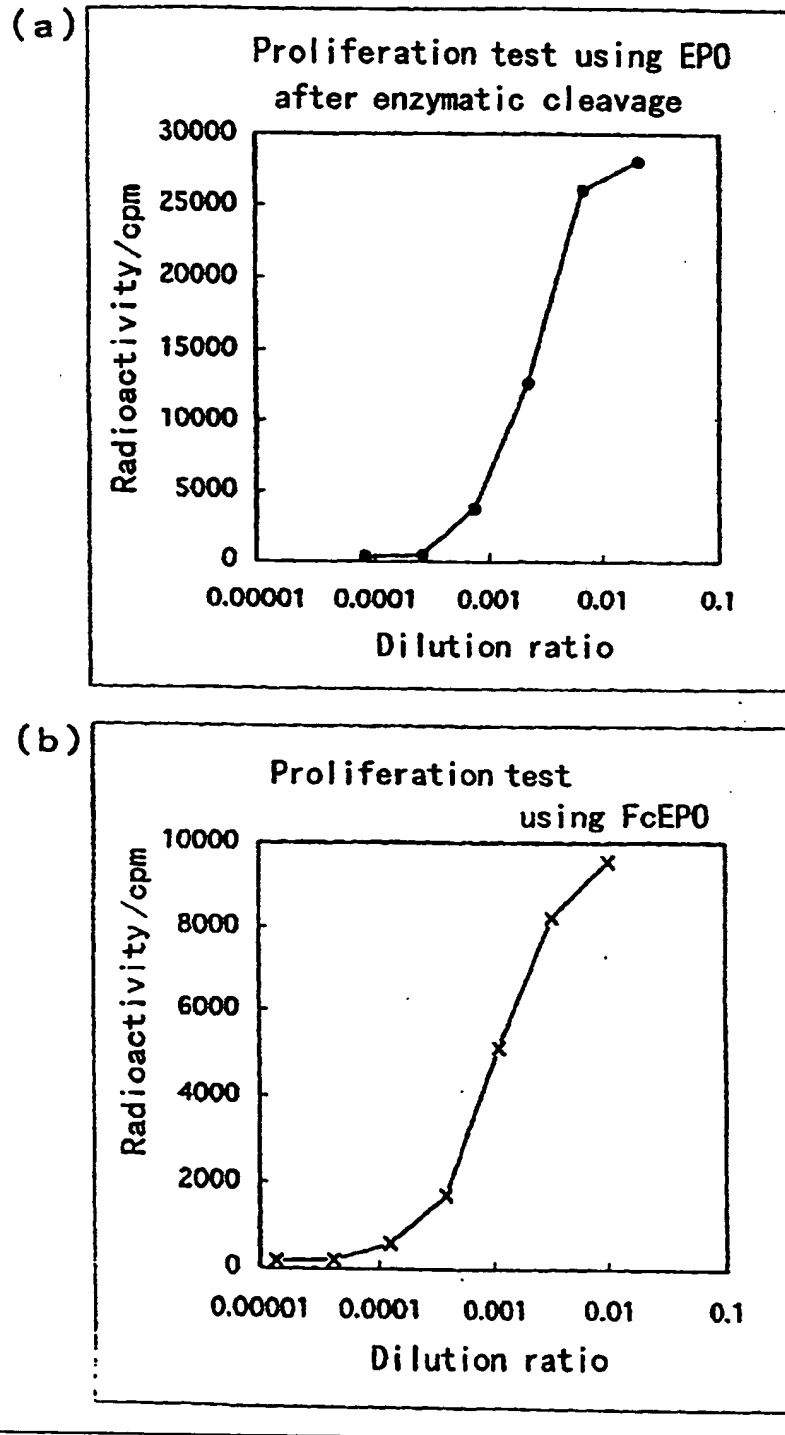 (a)
Proliferation test using EPO
after enzymatic cleavage
30000
25000
20000
15000
10000
5000
0
Radioactivity/cpm
0.00001 0.0001 0.001 0.01 0.1
Dilution ratio
(b)
Proliferation test
using FcEPO
10000
8000
6000
4000
2000
0
Radioactivity/cpm
0.00001 0.0001 0.001 0.01 0.1
Dilution ratio